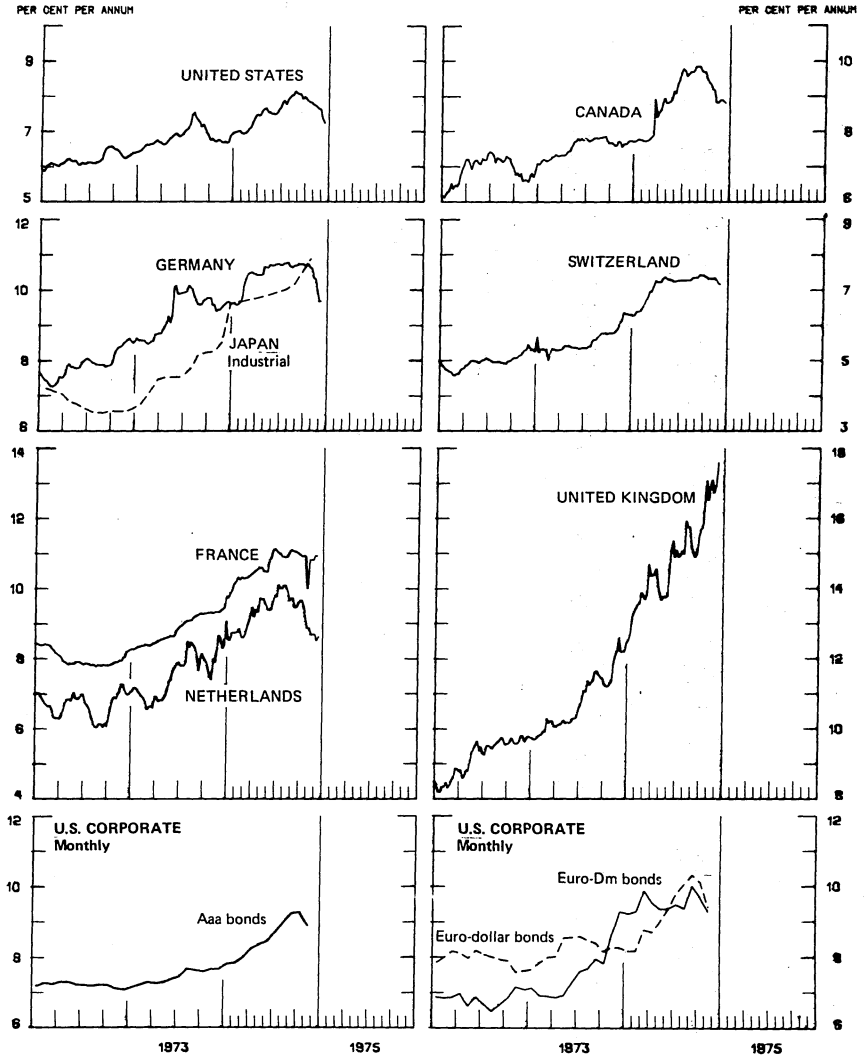 PER CENT PER ANNUM
PER CENT PER ANNUM
9
7
5
UNITED STATES
10
8
6
CANADA
12
10
8
6
GERMANY
JAPAN
Industrial
9
7
5
3
SWITZERLAND
14
12
10
8
6
4
FRANCE
NETHERLANDS
18
16
14
12
10
8
UNITED KINGDOM
12
10
8
6
U.S. CORPORATE
Monthly
Aaa bonds
1973
1975
12
10
8
6
U.S. CORPORATE
Monthly
Euro-Dm bonds
Euro-dollar bonds
1973
1975